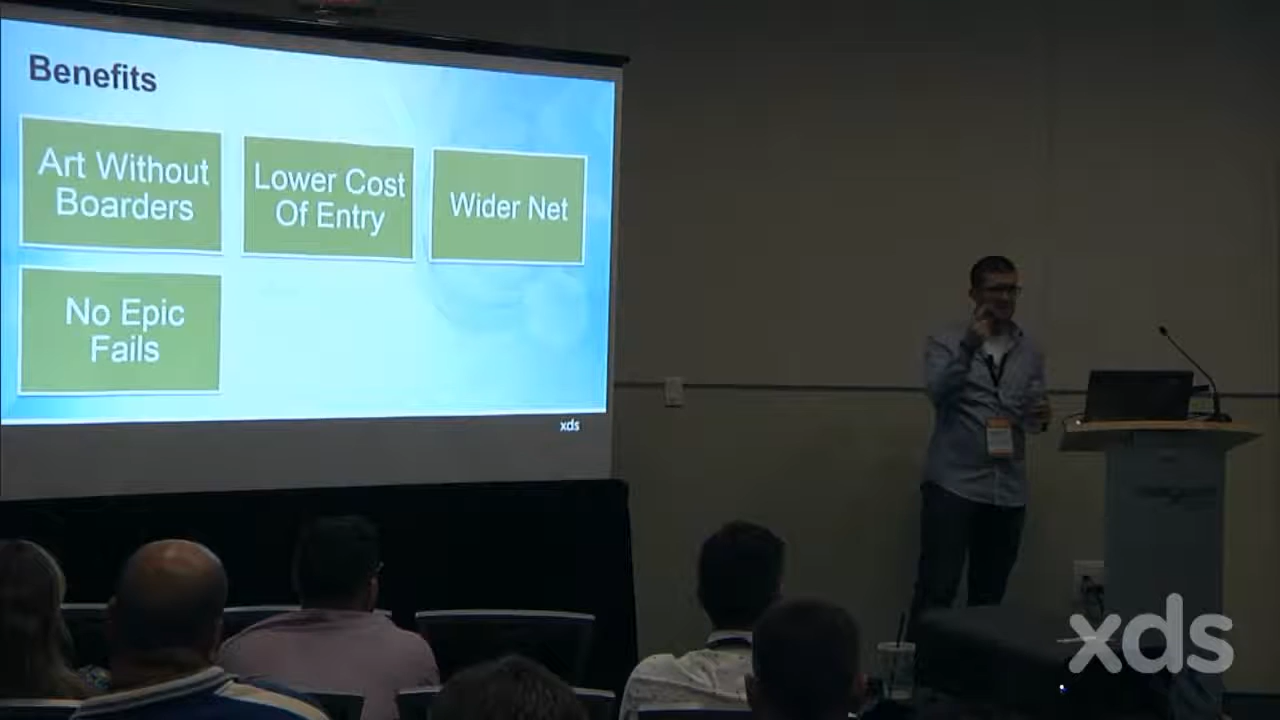 Benefits
Art Without
Boarders
Lower Cost
Of Entry
Wider Net
No Epic
Fails
xds
xds